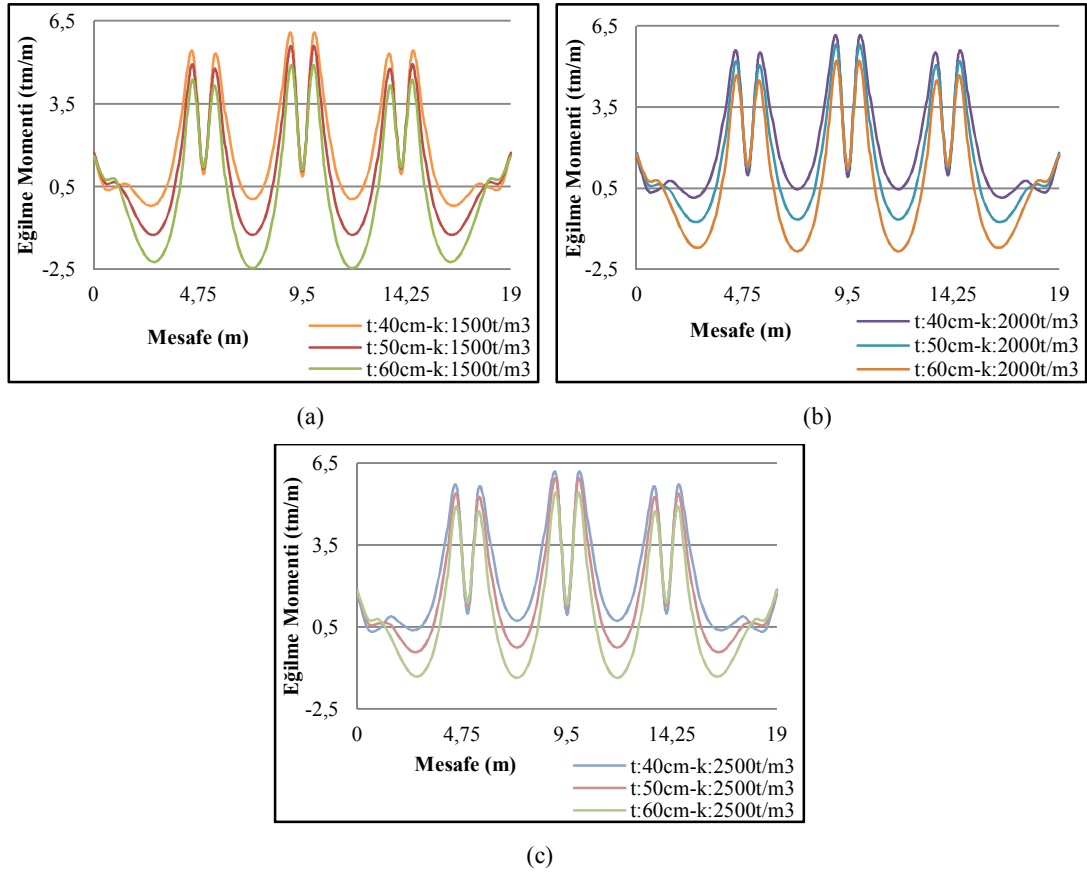 6,5
3,5
0,5
-2,5
Eğilme Momenti (tm/m)
0 4,75 9,5 14,25 19
Mesafe (m)
t:40cm-k:1500t/m3
t:50cm-k:1500t/m3
t:60cm-k:1500t/m3
(a)
6,5
3,5
0,5
-2,5
Eğilme Momenti (tm/m)
0 4,75 9,5 14,25 19
Mesafe (m)
t:40cm-k:2000t/m3
t:50cm-k:2000t/m3
t:60cm-k:2000t/m3
(b)
6,5
3,5
0,5
-2,5
Eğilme Momenti (tm/m)
0 4,75 9,5 14,25 19
Mesafe (m)
t:40cm-k:2500t/m3
t:50cm-k:2500t/m3
t:60cm-k:2500t/m3
(c)